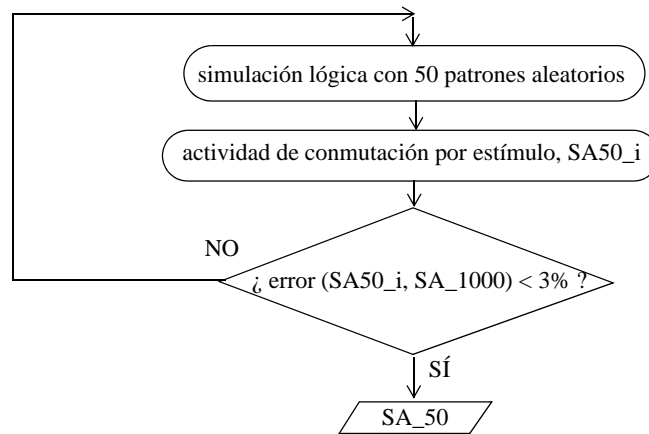 simulación lógica con 50 patrones aleatorios
actividad de conmutación por estímulo, SA50_i
NO
¿ error (SA50_i, SA_1000) < 3% ?
SÍ
SA_50